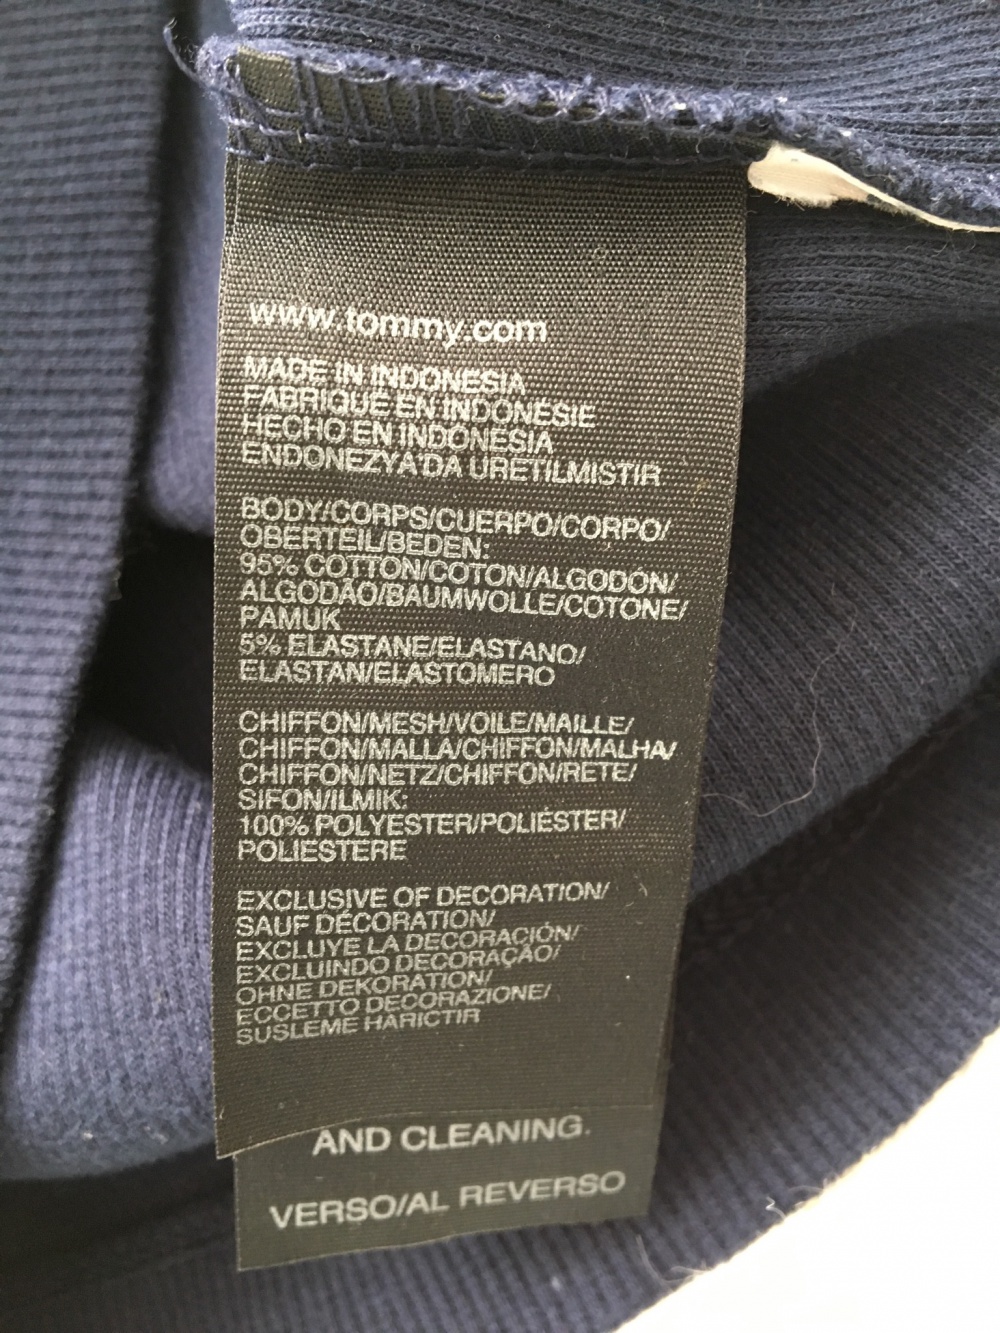 www.tommy.com
MADE IN INDONESIA
FABRIQUÉ EN INDONÉSIE
HECHO EN INDONESIA
ENDONEZYA'DA URETILMISTIR
BODY/CORPS/CUERPO/CORPO/
OBERTEIL/BEDEN:
95% COTTON/COTON/ALGODÓN/
ALGODÃO/BAUMWOLLE/COTONE/
PAMUK
5% ELASTANE/ELASTANO/
ELASTAN/ELASTOMERO
CHIFFON/MESH/VOILE/MAILLE/
CHIFFON/MALLA/CHIFFON/MALHA/
CHIFFON/NETZ/CHIFFON/RETE/
SIFON/ILMIK:
100% POLYESTER/POLIÉSTER/
POLIESTERE
EXCLUSIVE OF DECORATION/
SAUF DÉCORATION/
EXCLUYE LA DECORACIÓN/
EXCLUINDO DECORAÇÃO/
OHNE DEKORATION/
ECCETTO DECORAZIONE/
SUSLEME HARICTIR
AND CLEANING.
VERSO/AL REVERSO